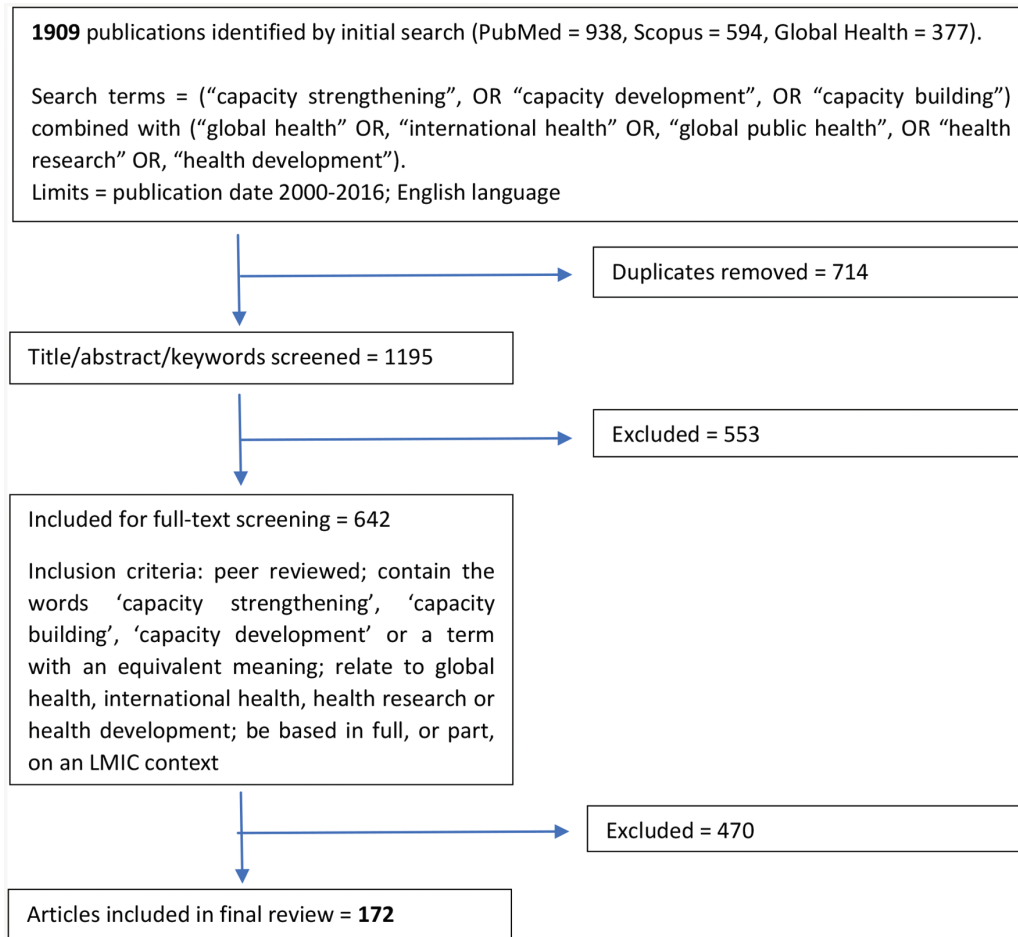 1909 publications identified by initial search (PubMed = 938, Scopus = 594, Global Health = 377).
Search terms = (“capacity strengthening”, OR “capacity development”, OR “capacity building”)
combined with (“global health” OR, “international health” OR, “global public health”, OR “health
research” OR, “health development”).
Limits = publication date 2000-2016; English language
Duplicates removed = 714
Title/abstract/keywords screened = 1195
Excluded = 553
Included for full-text screening = 642
Inclusion criteria: peer reviewed; contain the
words ‘capacity strengthening’, ‘capacity
building’, ‘capacity development’ or a term
with an equivalent meaning; relate to global
health, international health, health research or
health development; be based in full, or part,
on an LMIC context
Excluded = 470
Articles included in final review = 172